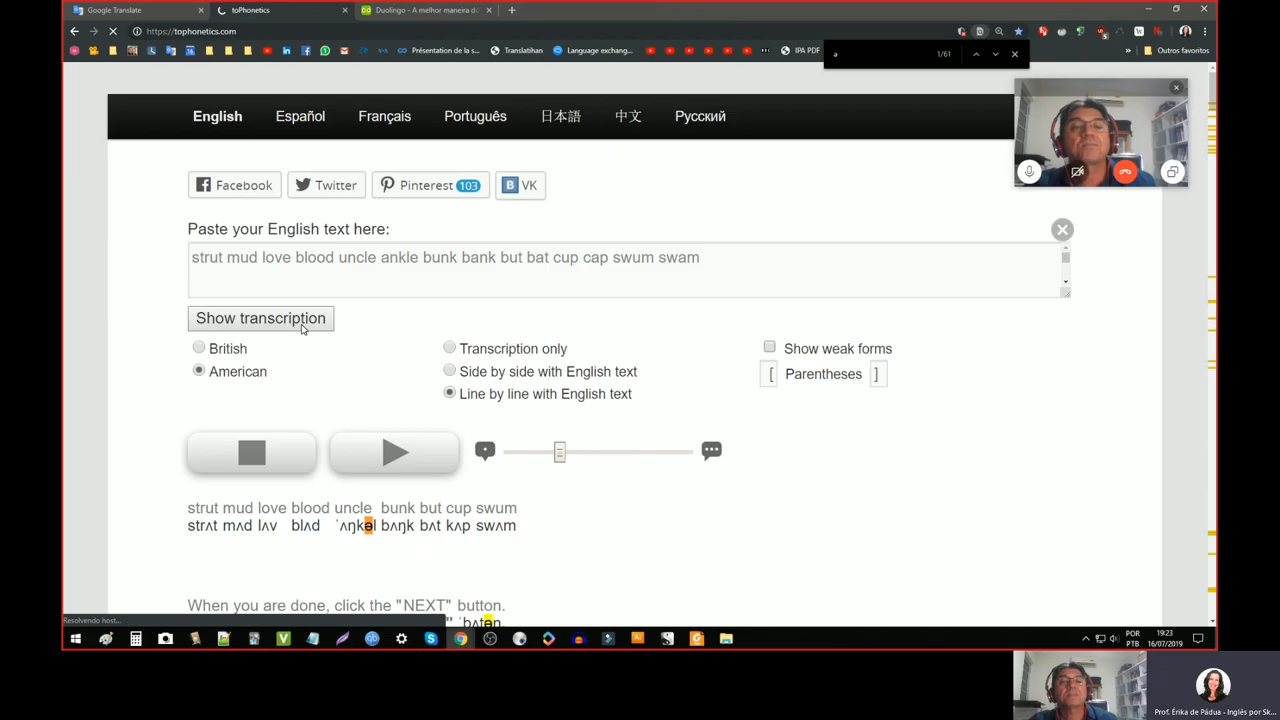 Google Translate
toPhonetics
Duolingo - A melhor maneira do
https://tophonetics.com
Présentation de la s...
Translatihan
Language exchang...
IPA PDF
Outros favoritos
ə
1/61
English Español Français Português 日本語 中文 Русский
Facebook Twitter Pinterest 103 VK
Paste your English text here:
strut mud love blood uncle ankle bunk bank but bat cup cap swum swam
Show transcription
British
American
Transcription only
Side by side with English text
Line by line with English text
Show weak forms
[ Parentheses ]
strut mud love blood uncle bunk but cup swum
strʌt mʌd lʌv blʌd ˈʌŋkəl bʌŋk bʌt kʌp swʌm
When you are done, click the "NEXT" button.
ˈbʌtən.
Resolvendo host...
POR
PTB
19:23
16/07/2019
Prof. Érika de Pádua - Inglês por Sk...